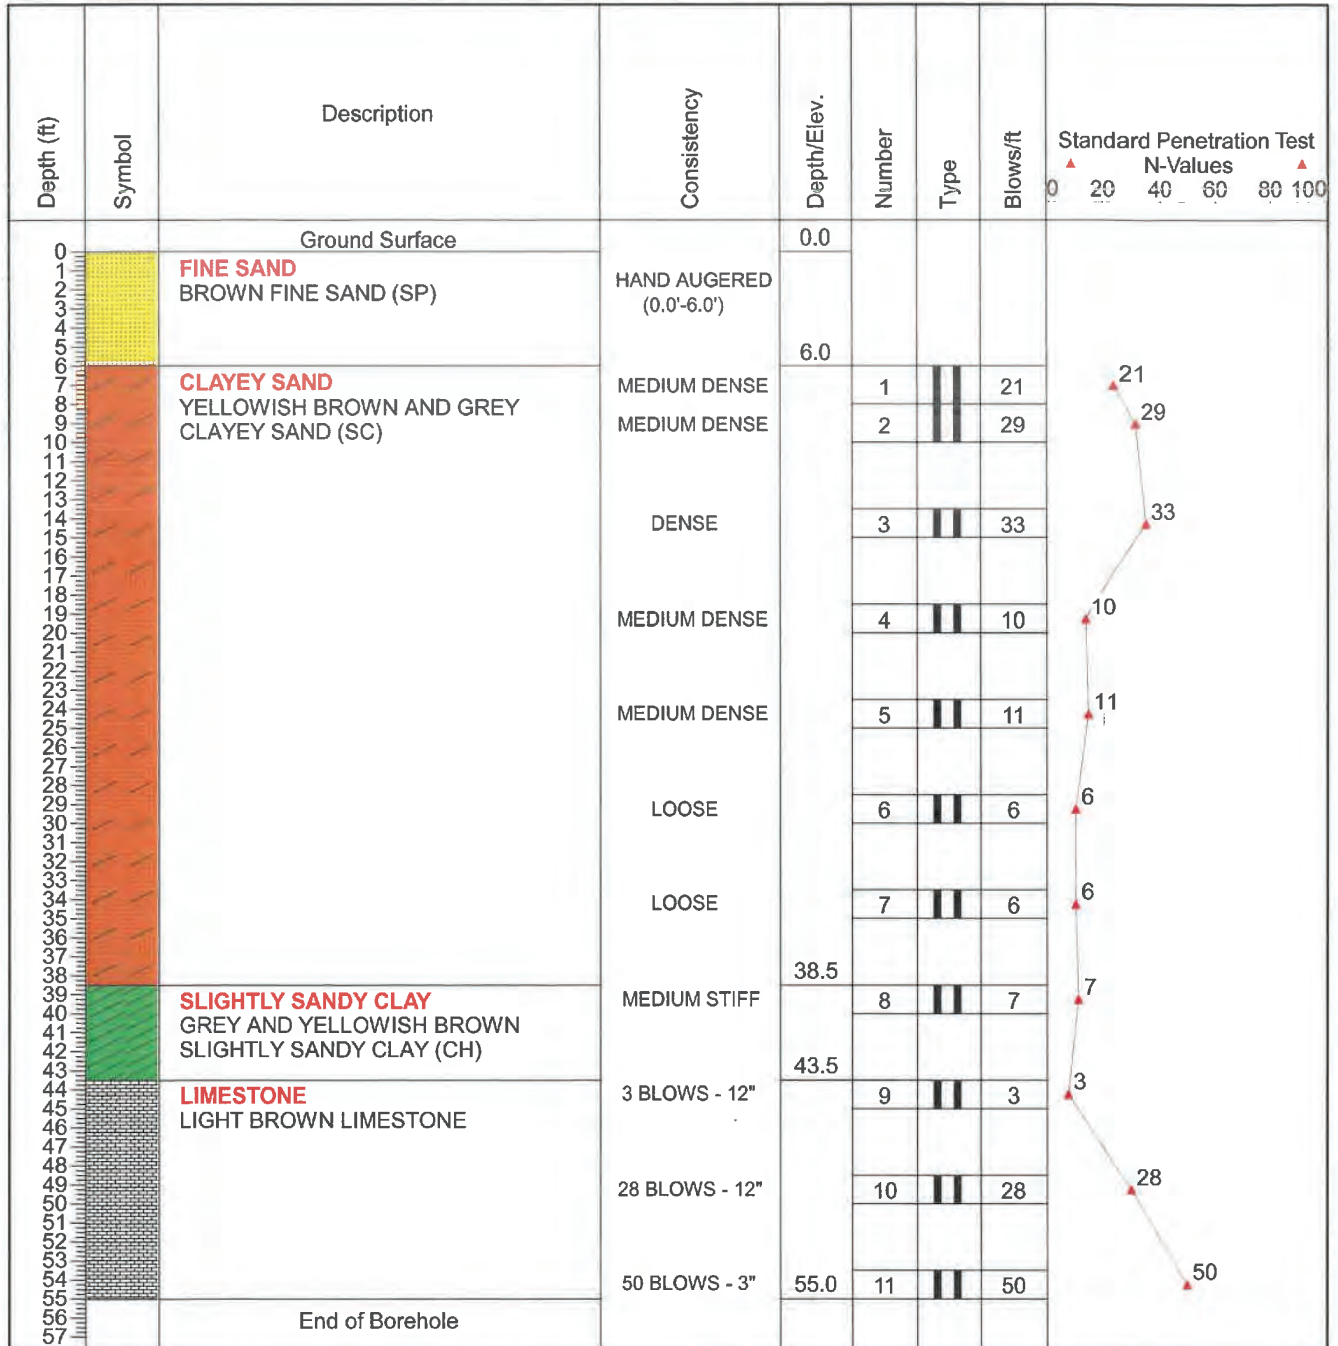 Depth (ft)
Symbol
Description
Consistency
Depth/Elev.
Number
Type
Blows/ft
Standard Penetration Test
N-Values
0 20 40 60 80 100
Ground Surface
0.0
0
1
2
3
4
5
6
7
8
9
10
11
12
13
14
15
16
17
18
19
20
21
22
23
24
25
26
27
28
29
30
31
32
33
34
35
36
37
38
39
40
41
42
43
44
45
46
47
48
49
50
51
52
53
54
55
56
57
FINE SAND
BROWN FINE SAND (SP)
HAND AUGERED
(0.0'-6.0')
6.0
CLAYEY SAND
YELLOWISH BROWN AND GREY
CLAYEY SAND (SC)
MEDIUM DENSE 1 21 21
MEDIUM DENSE 2 29 29
DENSE 3 33 33
MEDIUM DENSE 4 10 10
MEDIUM DENSE 5 11 11
LOOSE 6 6 6
LOOSE 7 6 6
38.5
SLIGHTLY SANDY CLAY
GREY AND YELLOWISH BROWN
SLIGHTLY SANDY CLAY (CH)
MEDIUM STIFF 8 7 7
43.5
LIMESTONE
LIGHT BROWN LIMESTONE
3 BLOWS - 12" 9 3 3
28 BLOWS - 12" 10 28 28
50 BLOWS - 3" 55.0 11 50 50
End of Borehole